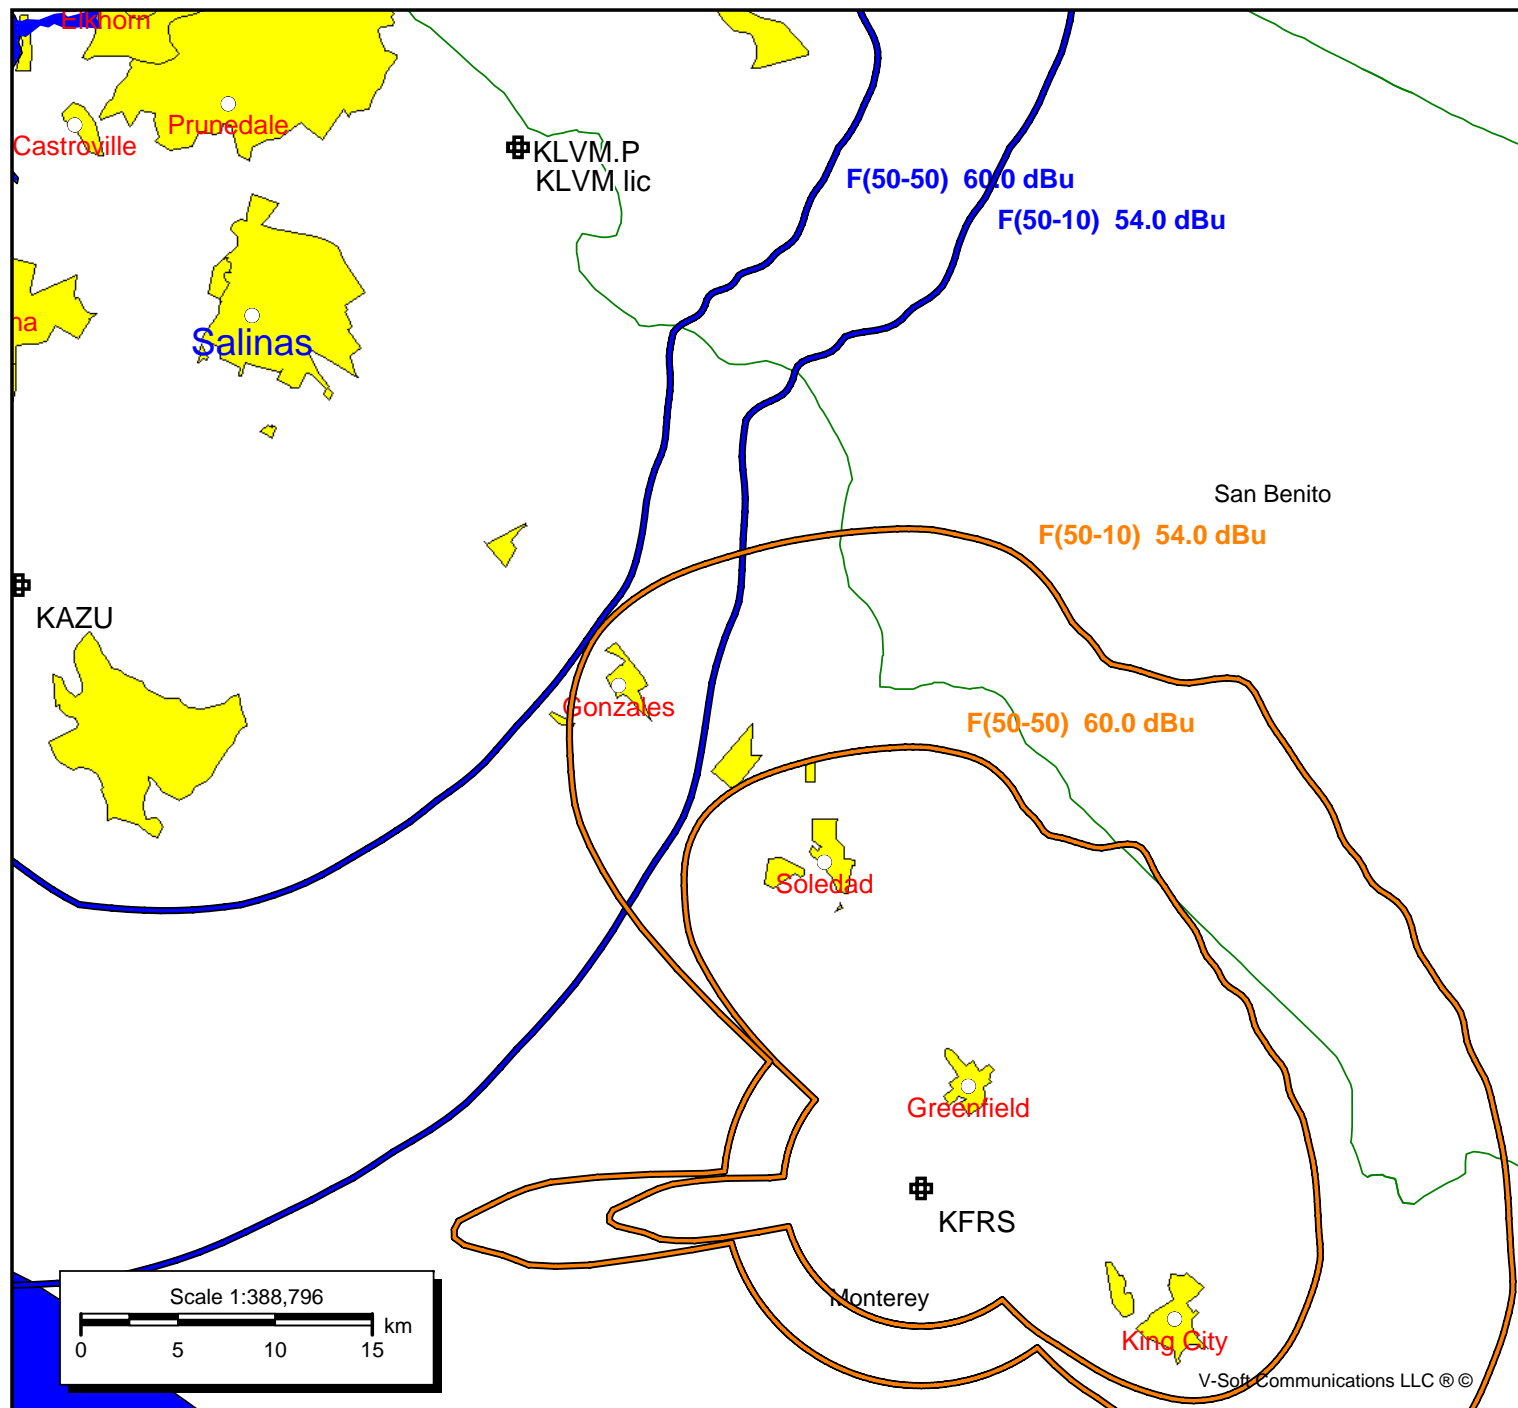 Elkhorn
Prunedale
Castroville
KLVM.P
KLVM lic
F(50-50) 60.0 dBu
F(50-10) 54.0 dBu
na
Salinas
San Benito
F(50-10) 54.0 dBu
KAZU
Gonzales
F(50-50) 60.0 dBu
Soledad
Greenfield
KFRS
Monterey
King City
Scale 1:388,796
km
0 5 10 15
V-Soft Communications LLC ® ©